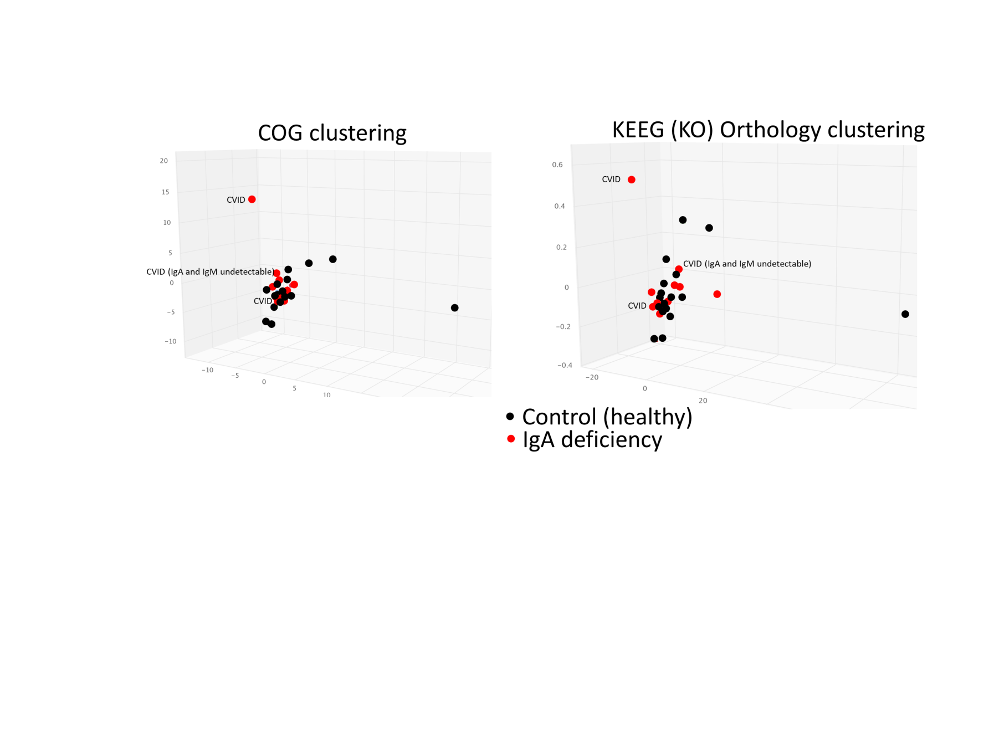 COG clustering
20
15
10
5
0
−5
−10
CVID
CVID (IgA and IgM undetectable)
CVID
−10
−5
0
5
10
KEEG (KO) Orthology clustering
0.6
0.4
0.2
0
−0.2
−0.4
CVID
CVID (IgA and IgM undetectable)
CVID
−20
0
20
Control (healthy)
IgA deficiency